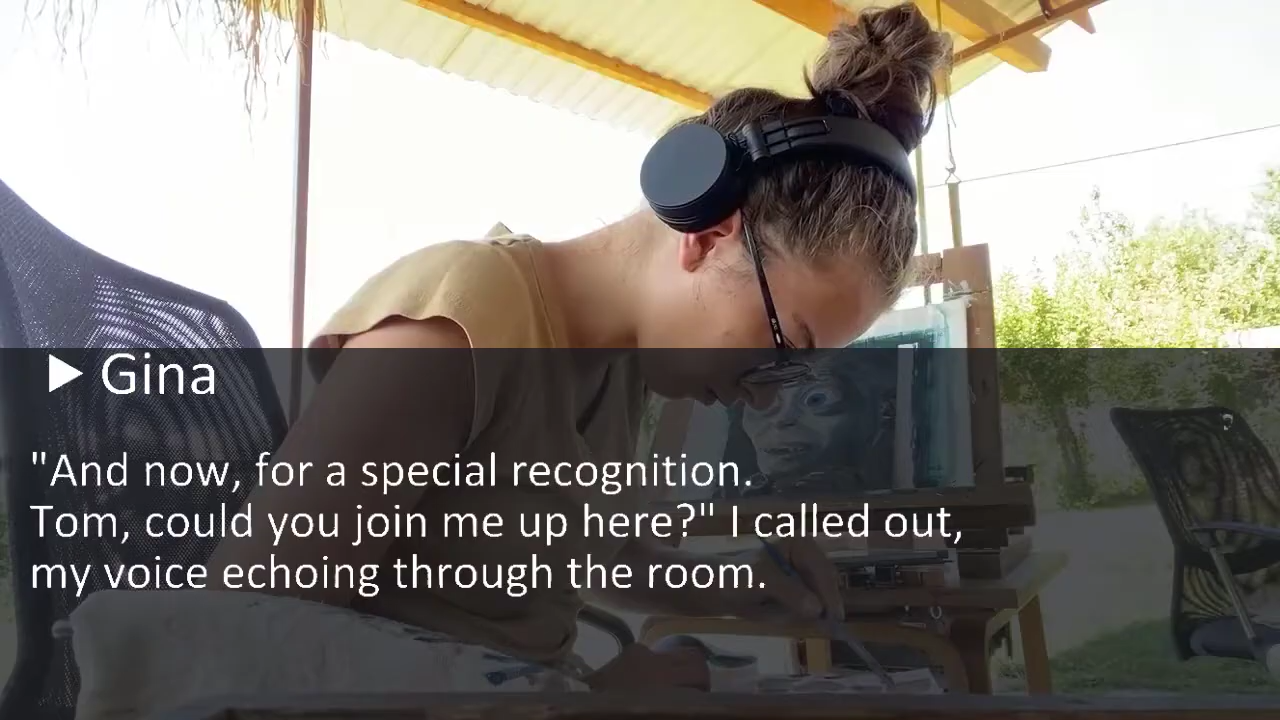 ▶ Gina
"And now, for a special recognition.
Tom, could you join me up here?" I called out,
my voice echoing through the room.